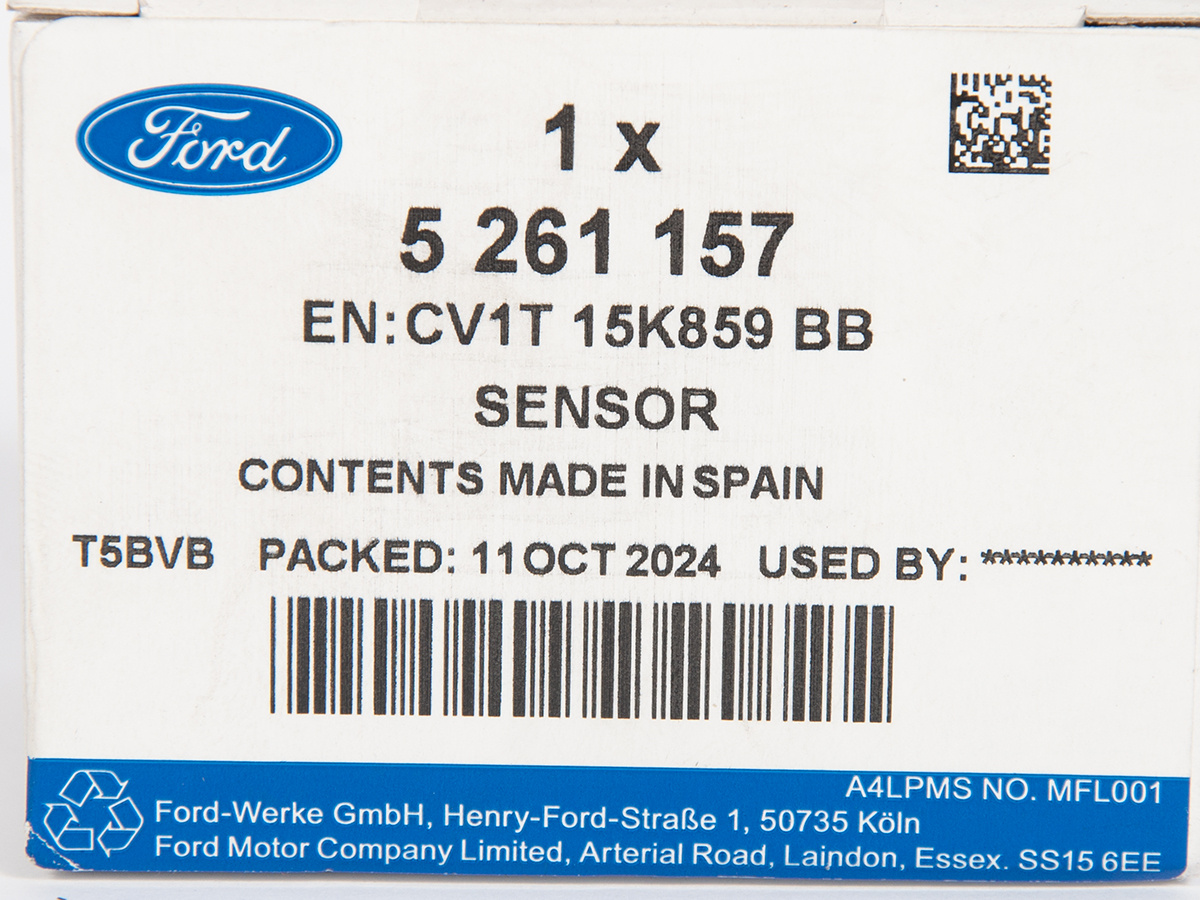 Ford
1 x
5 261 157
EN:CV1T 15K859 BB
SENSOR
CONTENTS MADE IN SPAIN
T5BVB PACKED: 11 OCT 2024 USED BY: **********
A4LPMS NO. MFL001
Ford-Werke GmbH, Henry-Ford-Straße 1, 50735 Köln
Ford Motor Company Limited, Arterial Road, Laindon, Essex. SS15 6EE